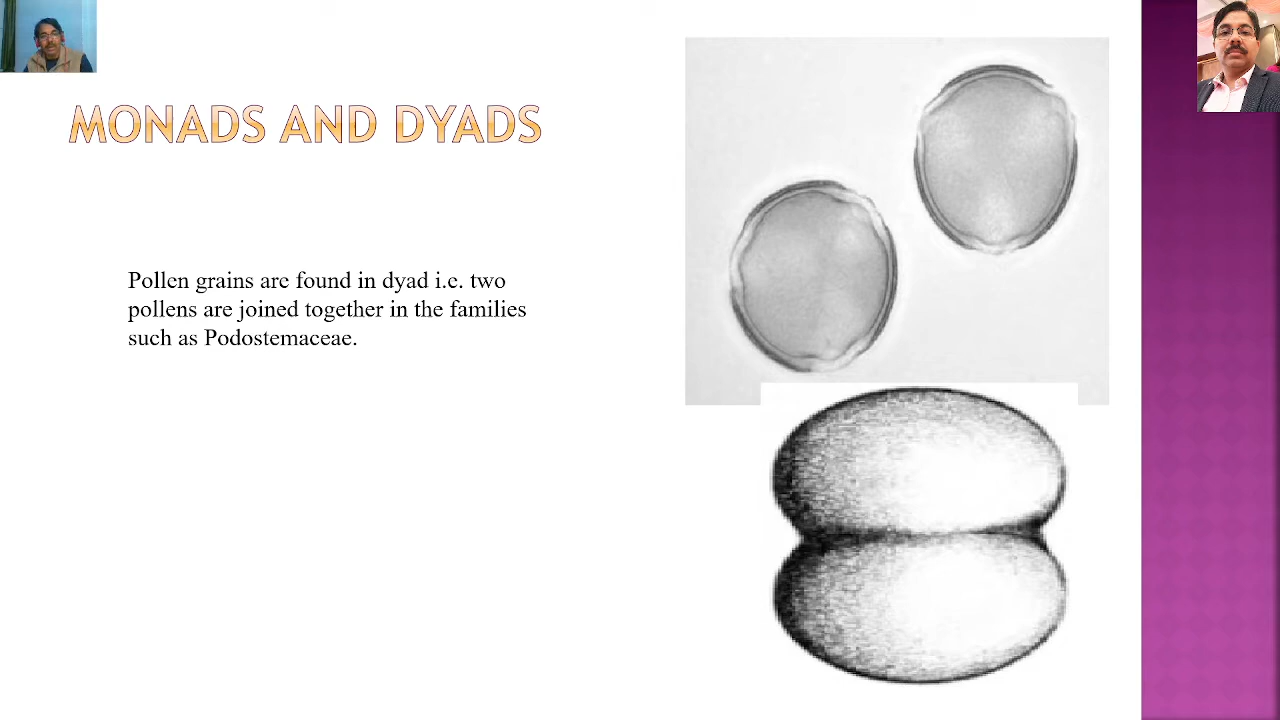 MONADS AND DYADS
Pollen grains are found in dyad i.e. two
pollens are joined together in the families
such as Podostemaceae.